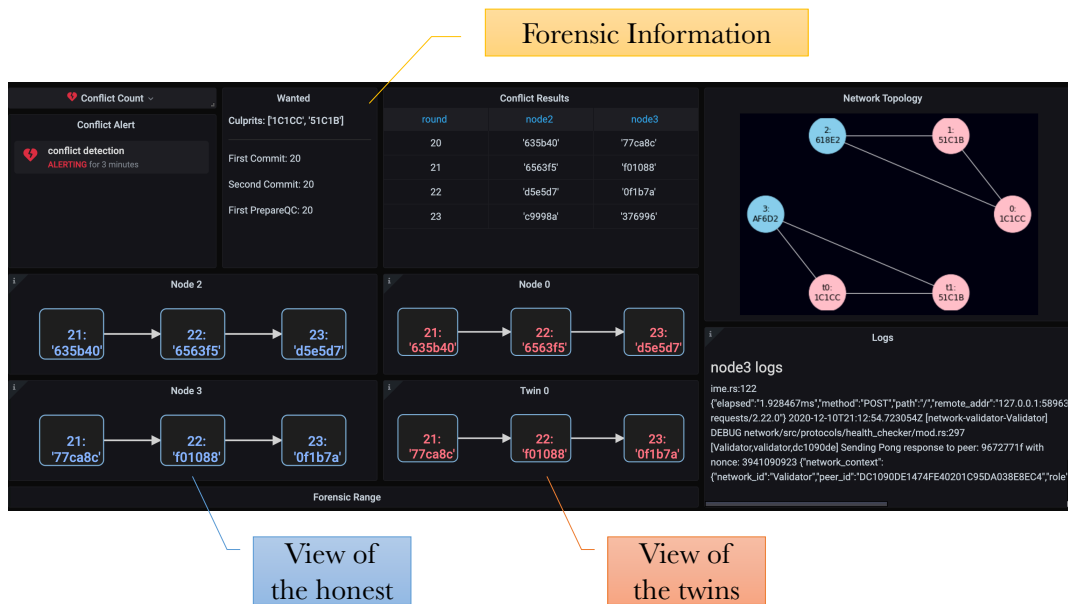 Forensic Information
Conflict Count
Conflict Alert
conflict detection
ALERTING for 3 minutes
Wanted
Culprits: ['1C1CC', '51C1B']
First Commit: 20
Second Commit: 20
First PrepareQC: 20
Conflict Results
round node2 node3
20 '635b40' '77ca8c'
21 '6563f5' 'f01088'
22 'd5e5d7' '0f1b7a'
23 'c9998a' '376996'
Network Topology
2:
618E2
1:
51C1B
0:
1C1CC
3:
AF6D2
t0:
1C1CC
t1:
51C1B
Node 2
21:
'635b40'
22:
'6563f5'
23:
'd5e5d7'
Node 0
21:
'635b40'
22:
'6563f5'
23:
'd5e5d7'
Node 3
21:
'77ca8c'
22:
'f01088'
23:
'0f1b7a'
Twin 0
21:
'77ca8c'
22:
'f01088'
23:
'0f1b7a'
Forensic Range
Logs
node3 logs
ime.rs:122
{"elapsed":"1.928467ms","method":"POST","path":"/","remote_addr":"127.0.0.1:58963
requests/2.22.0"} 2020-12-10T21:12:54.723054Z [network-validator-Validator]
DEBUG network/src/protocols/health_checker/mod.rs:297
[Validator,validator,dc1090de] Sending Pong response to peer: 9672771f with
nonce: 3941090923 {"network_context":
{"network_id":"Validator","peer_id":"DC1090DE1474FE40201C95DA038E8EC4","role"
View of
the honest
View of
the twins